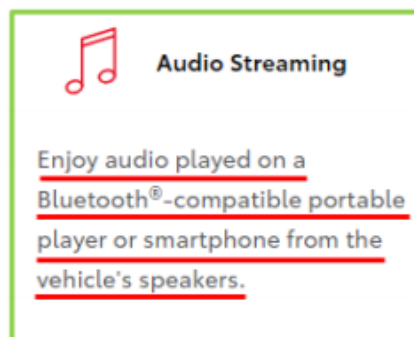 Audio Streaming
Enjoy audio played on a
Bluetooth®-compatible portable
player or smartphone from the
vehicle's speakers.